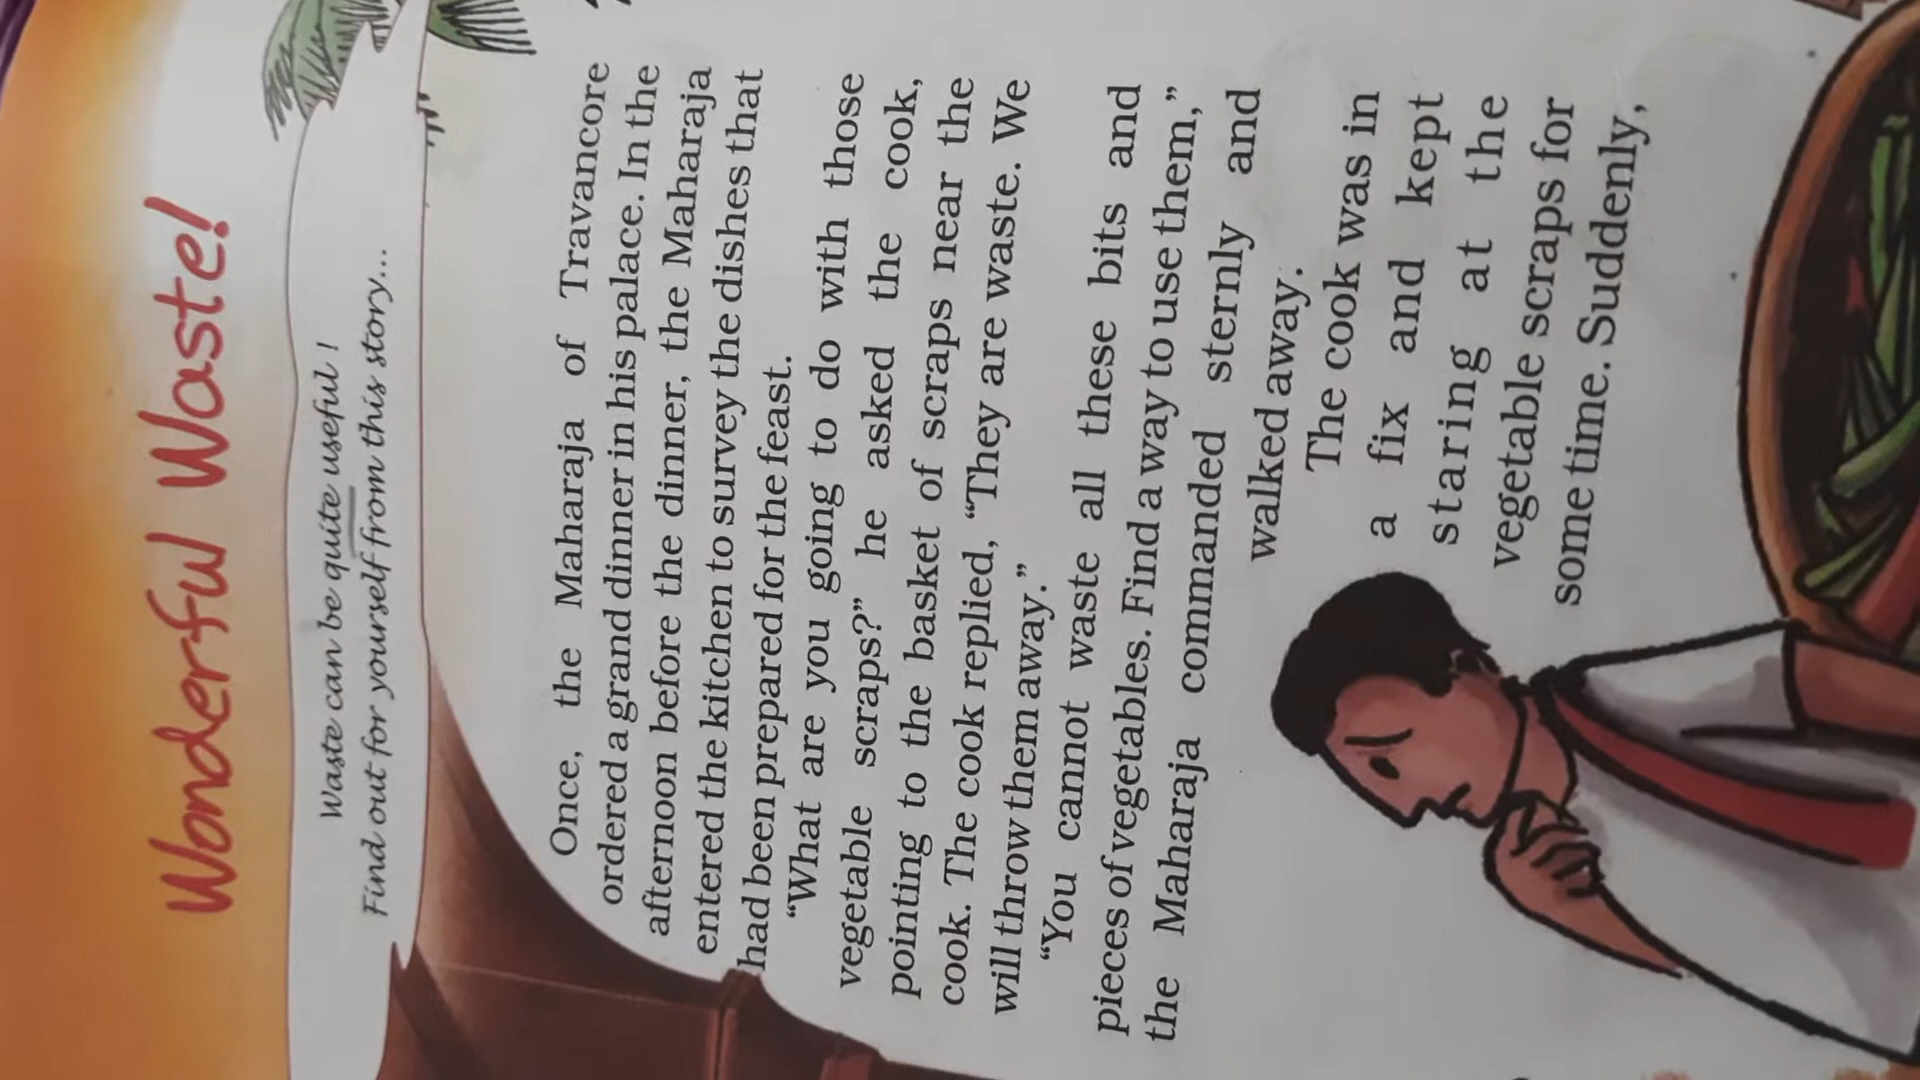 Wonderful Waste!
Waste can be quite useful !
Find out for yourself from this story...
Once, the Maharaja of Travancore
ordered a grand dinner in his palace. In the
afternoon before the dinner, the Maharaja
entered the kitchen to survey the dishes that
had been prepared for the feast.
“What are you going to do with those
vegetable scraps?” he asked the cook,
pointing to the basket of scraps near the
cook. The cook replied, “They are waste. We
will throw them away.”
“You cannot waste all these bits and
pieces of vegetables. Find a way to use them,”
the Maharaja commanded sternly and
walked away.
The cook was in
a fix and kept
staring at the
vegetable scraps for
some time. Suddenly,